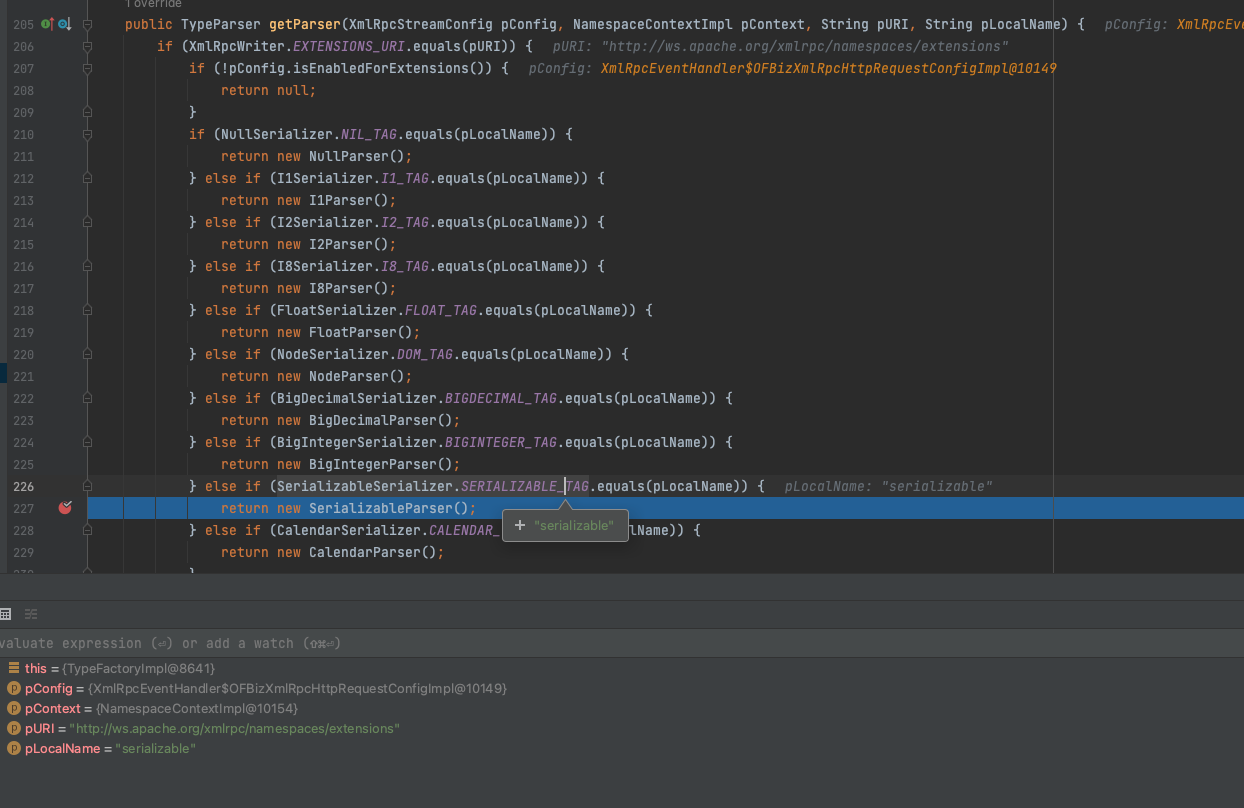 1 override
205 public TypeParser getParser(XmlRpcStreamConfig pConfig, NamespaceContextImpl pContext, String pURI, String pLocalName) { pConfig: XmlRpcEve
206 if (XmlRpcWriter.EXTENSIONS_URI.equals(pURI)) { pURI: "http://ws.apache.org/xmlrpc/namespaces/extensions"
207 if (!pConfig.isEnabledForExtensions()) { pConfig: XmlRpcEventHandler$OFBizXmlRpcHttpRequestConfigImpl@10149
208 return null;
209 }
210 if (NullSerializer.NIL_TAG.equals(pLocalName)) {
211 return new NullParser();
212 } else if (I1Serializer.I1_TAG.equals(pLocalName)) {
213 return new I1Parser();
214 } else if (I2Serializer.I2_TAG.equals(pLocalName)) {
215 return new I2Parser();
216 } else if (I8Serializer.I8_TAG.equals(pLocalName)) {
217 return new I8Parser();
218 } else if (FloatSerializer.FLOAT_TAG.equals(pLocalName)) {
219 return new FloatParser();
220 } else if (NodeSerializer.DOM_TAG.equals(pLocalName)) {
221 return new NodeParser();
222 } else if (BigDecimalSerializer.BIGDECIMAL_TAG.equals(pLocalName)) {
223 return new BigDecimalParser();
224 } else if (BigIntegerSerializer.BIGINTEGER_TAG.equals(pLocalName)) {
225 return new BigIntegerParser();
226 } else if (SerializableSerializer.SERIALIZABLE_TAG.equals(pLocalName)) { pLocalName: "serializable"
227 return new SerializableParser();
+ "serializable"
228 } else if (CalendarSerializer.CALENDAR_ lName)) {
229 return new CalendarParser();
230 }
valuate expression (⏎) or add a watch (⇧⌘⏎)
this = {TypeFactoryImpl@8641}
pConfig = {XmlRpcEventHandler$OFBizXmlRpcHttpRequestConfigImpl@10149}
pContext = {NamespaceContextImpl@10154}
pURI = "http://ws.apache.org/xmlrpc/namespaces/extensions"
pLocalName = "serializable"